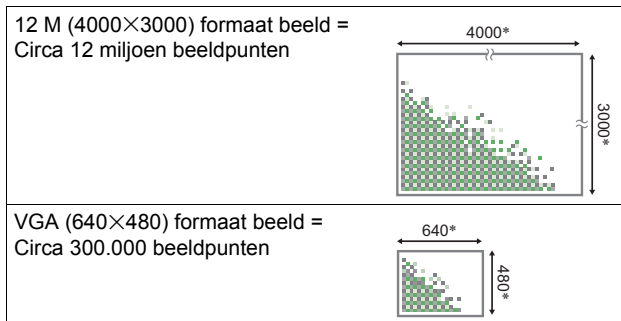 12 M (4000×3000) formaat beeld =
Circa 12 miljoen beeldpunten
4000*
3000*
VGA (640×480) formaat beeld =
Circa 300.000 beeldpunten
640*
480*